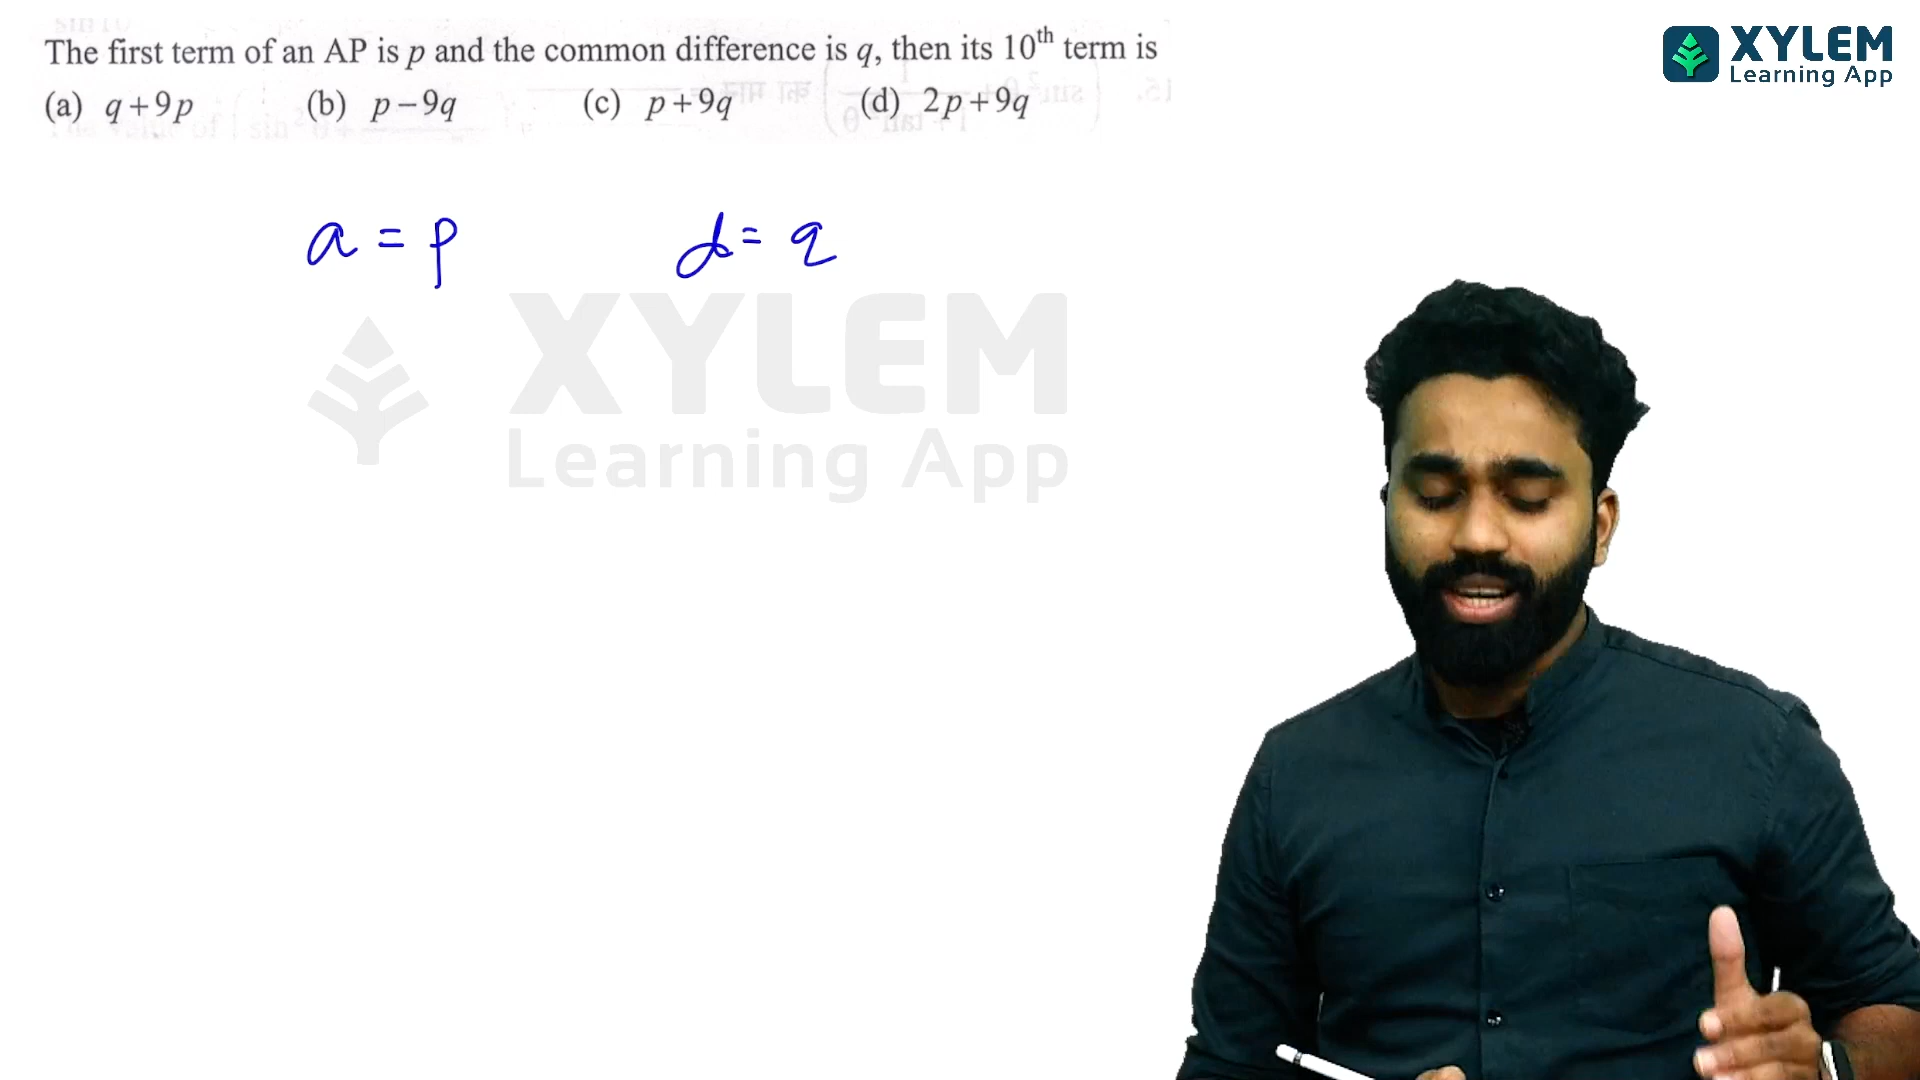 The first term of an AP is p and the common difference is q, then its 10th term is
(a) q+9p (b) p−9q (c) p+9q (d) 2p+9q
XYLEM
Learning App
a = p d = q
XYLEM
Learning App